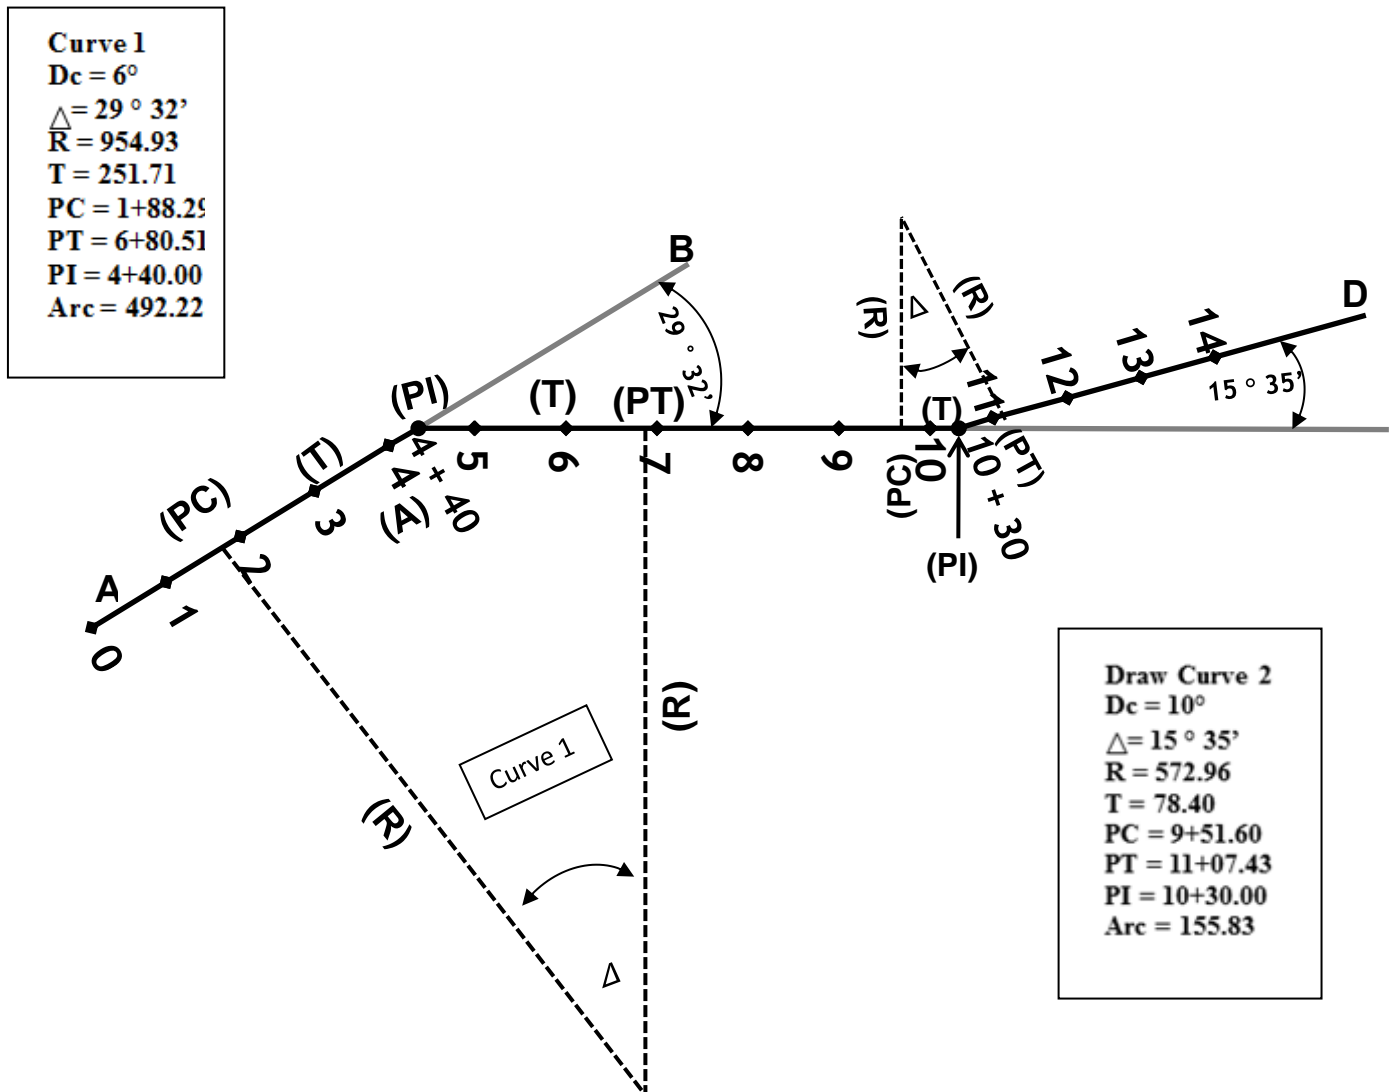 Curve 1
Dc = 6°
△= 29 ° 32’
R = 954.93
T = 251.71
PC = 1+88.29
PT = 6+80.51
PI = 4+40.00
Arc = 492.22
B
D
29 ° 32’
(R)
Δ
(R)
(PI)
(T)
(PT)
(T)
11
12
13
14
15 ° 35’
(T)
(PC)
A
0
1
2
3
4
(A)
4 + 40
5
6
7
8
9
10
(PC)
10 + 30
(PT)
(PI)
(R)
Curve 1
(R)
Δ
Draw Curve 2
Dc = 10°
△= 15 ° 35’
R = 572.96
T = 78.40
PC = 9+51.60
PT = 11+07.43
PI = 10+30.00
Arc = 155.83